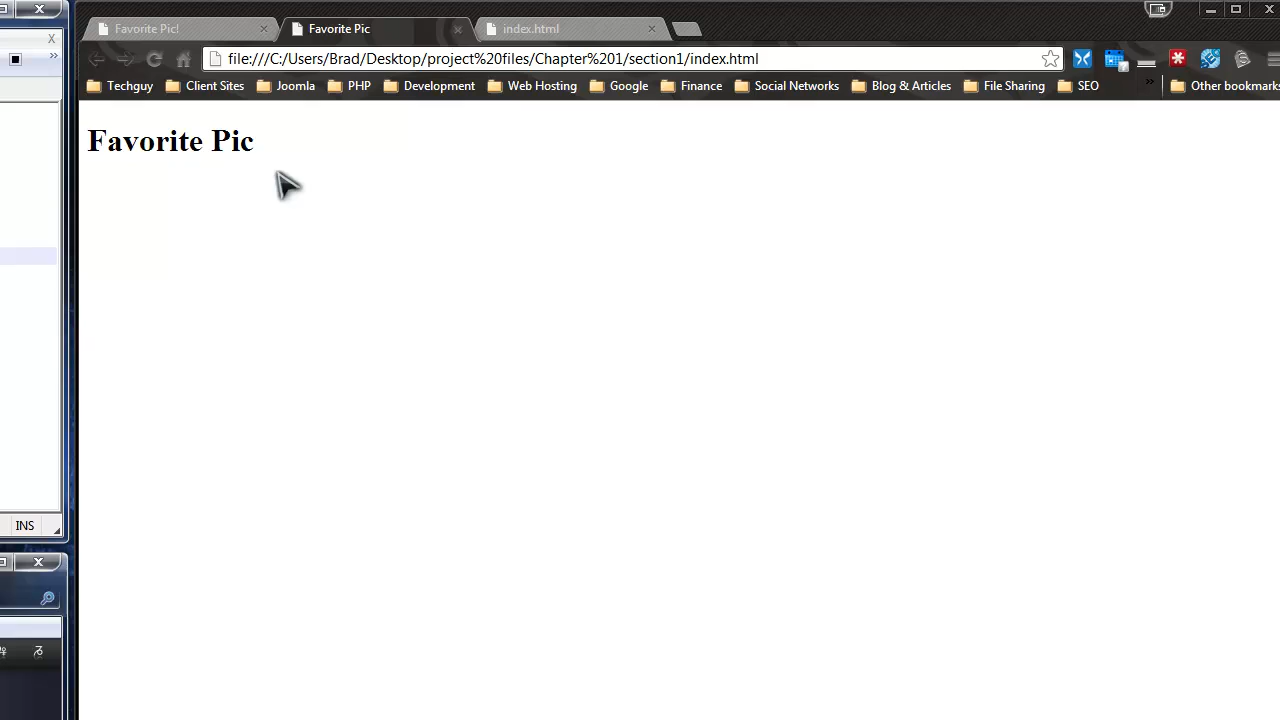 Favorite Pic!
Favorite Pic
index.html
file:///C:/Users/Brad/Desktop/project%20files/Chapter%201/section1/index.html
Techguy Client Sites Joomla PHP Development Web Hosting Google Finance Social Networks Blog & Articles File Sharing SEO » Other bookmarks
Favorite Pic
INS